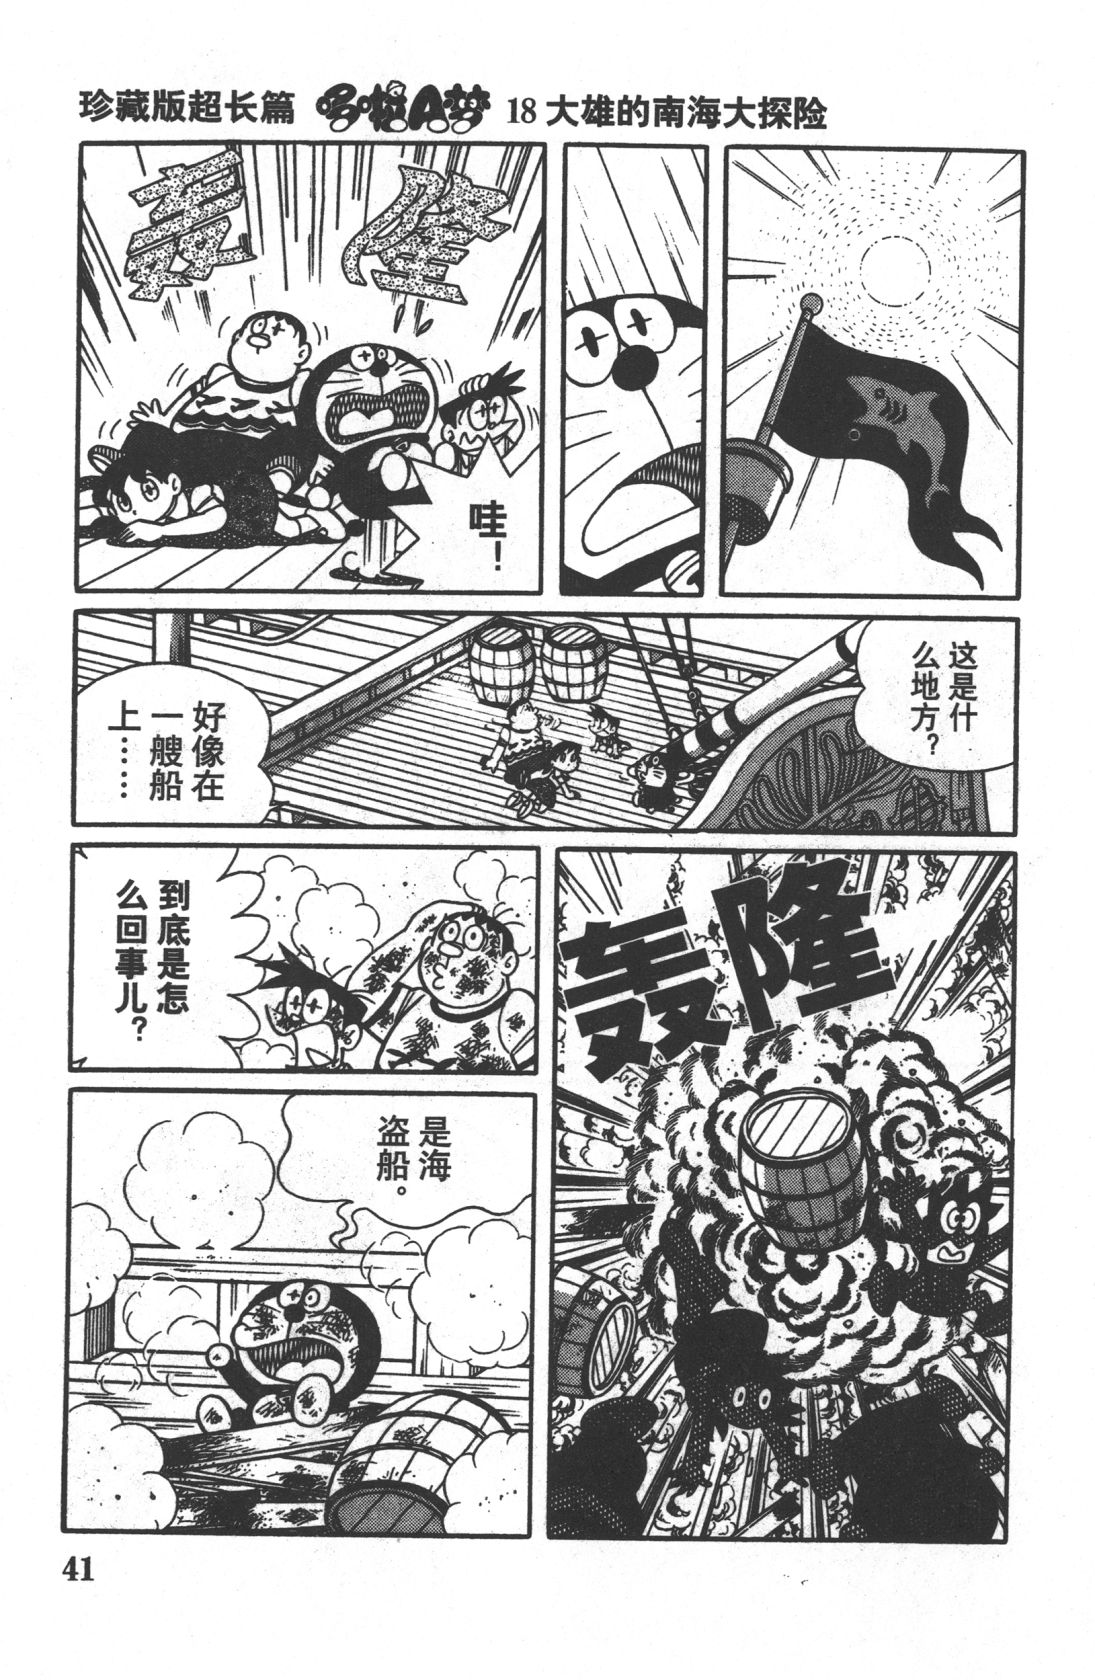 珍藏版超长篇 哆啦A梦 18 大雄的南海大探险
轰隆
哇！
这是什
么地方？
好像在
一艘船
上……
到底是怎
么回事儿？
轰隆
是海
盗船。
41